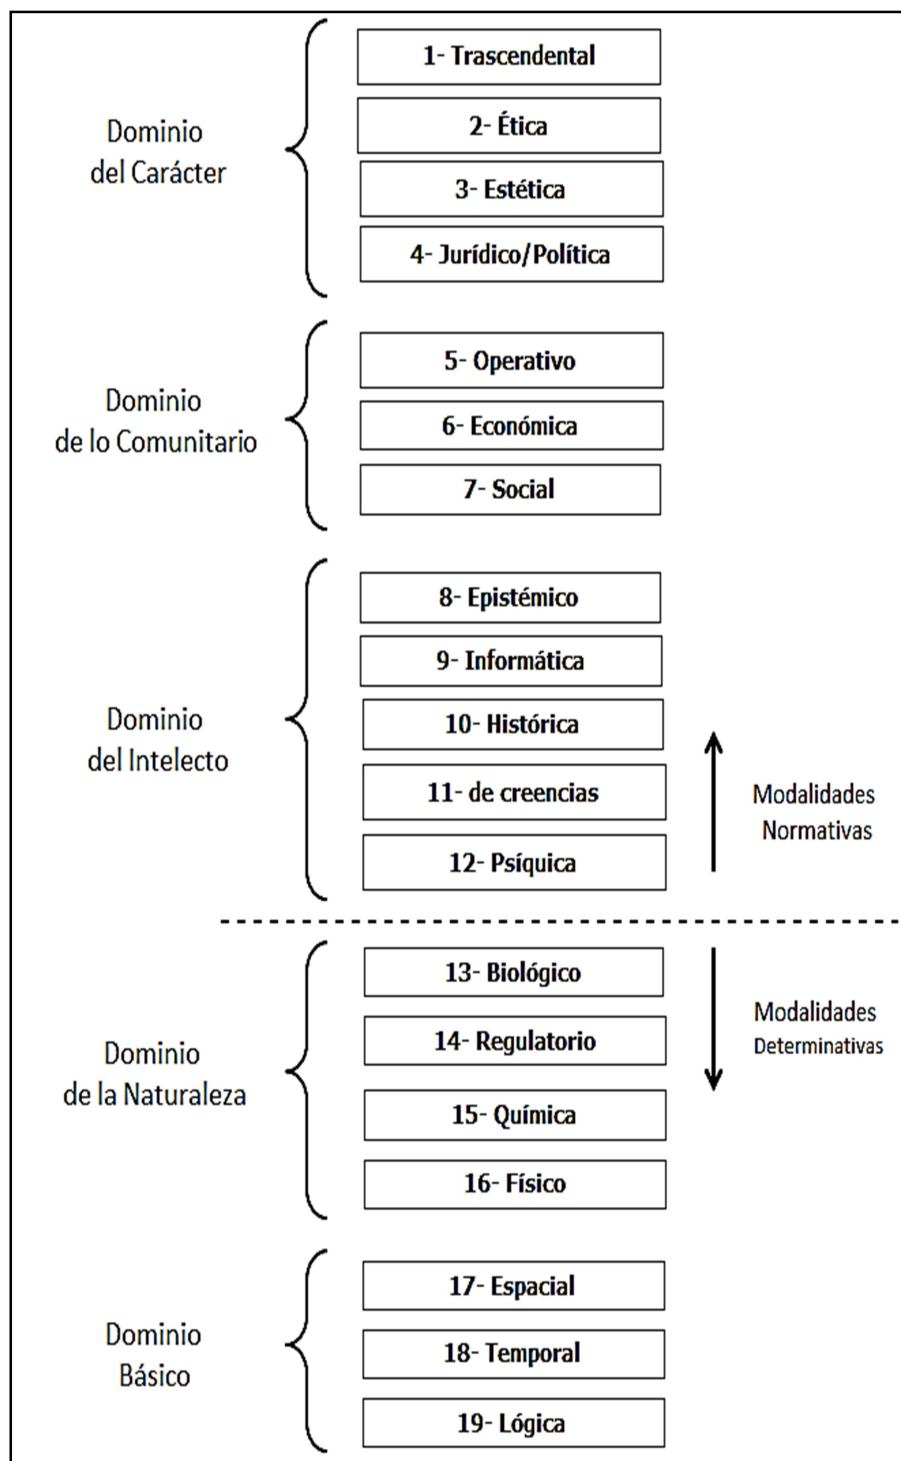 1- Trascendental
2- Ética
Dominio
del Carácter
3- Estética
4- Jurídico/Política
5- Operativo
Dominio
de lo Comunitario
6- Económica
7- Social
8- Epistémico
9- Informática
Dominio
del Intelecto
10- Histórica
11- de creencias
12- Psíquica
Modalidades
Normativas
13- Biológico
14- Regulatorio
Modalidades
Determinativas
Dominio
de la Naturaleza
15- Química
16- Físico
17- Espacial
Dominio
Básico
18- Temporal
19- Lógica